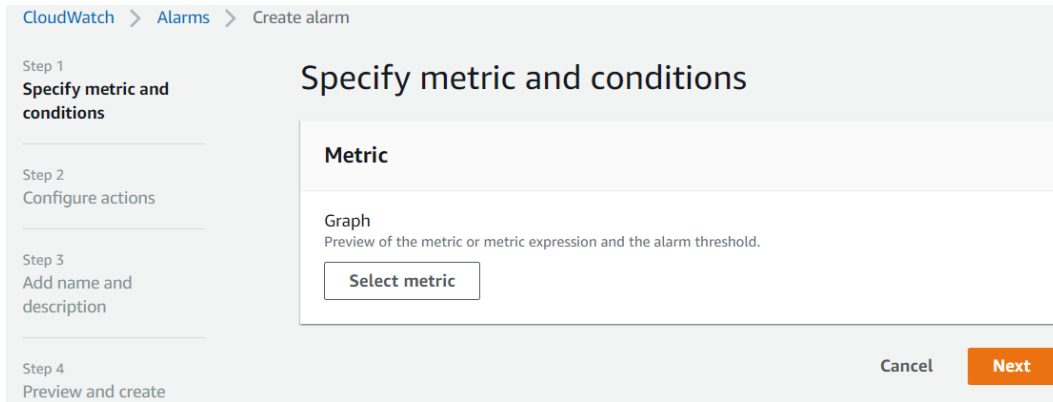 CloudWatch > Alarms > Create alarm
Step 1
Specify metric and
conditions
Step 2
Configure actions
Step 3
Add name and
description
Step 4
Preview and create
Specify metric and conditions
Metric
Graph
Preview of the metric or metric expression and the alarm threshold.
Select metric
Cancel
Next